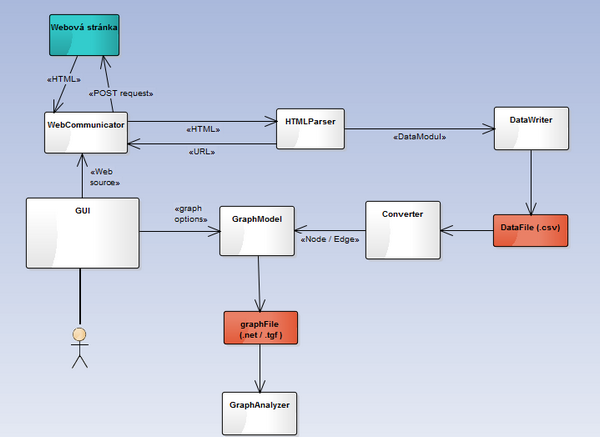 Webová stránka
«HTML»
«POST request»
WebCommunicator
«HTML»
«URL»
HTMLParser
«DataModul»
DataWriter
«Web
source»
GUI
«graph
options»
GraphModel
«Node / Edge»
Converter
DataFile (.csv)
graphFile
(.net / .tgf )
GraphAnalyzer